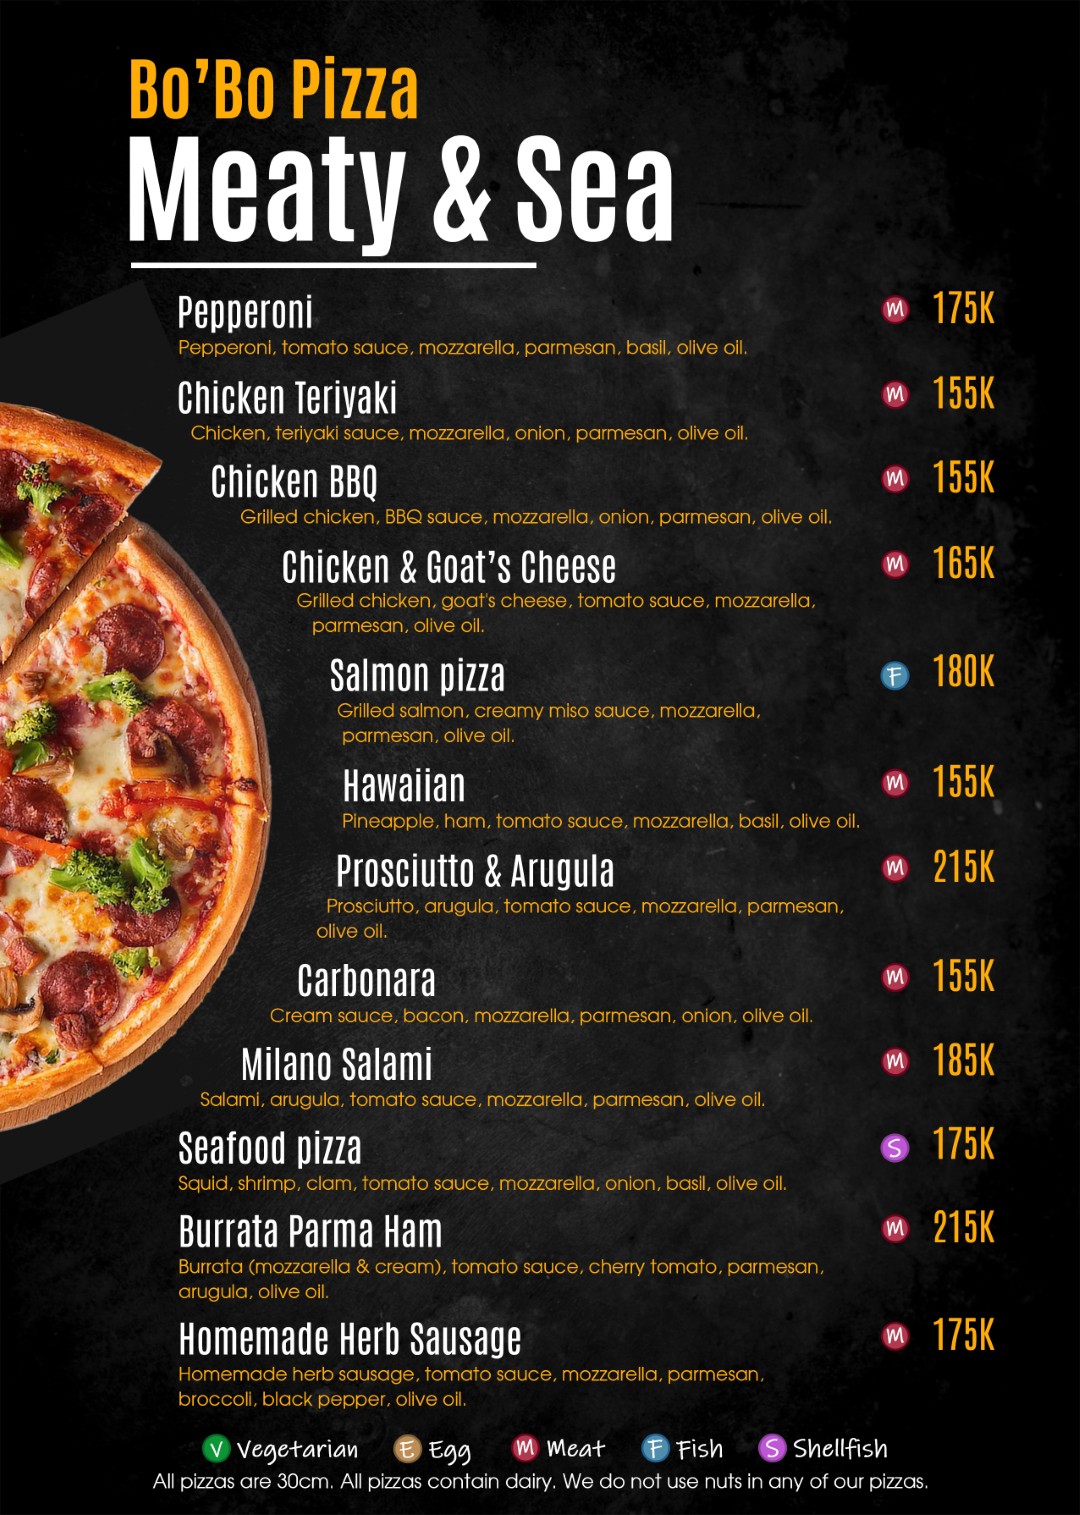 Bo’Bo Pizza
Meaty & Sea
Pepperoni M 175K
Pepperoni, tomato sauce, mozzarella, parmesan, basil, olive oil.
Chicken Teriyaki M 155K
Chicken, teriyaki sauce, mozzarella, onion, parmesan, olive oil.
Chicken BBQ M 155K
Grilled chicken, BBQ sauce, mozzarella, onion, parmesan, olive oil.
Chicken & Goat’s Cheese M 165K
Grilled chicken, goat's cheese, tomato sauce, mozzarella,
parmesan, olive oil.
Salmon pizza F 180K
Grilled salmon, creamy miso sauce, mozzarella,
parmesan, olive oil.
Hawaiian M 155K
Pineapple, ham, tomato sauce, mozzarella, basil, olive oil.
Prosciutto & Arugula M 215K
Prosciutto, arugula, tomato sauce, mozzarella, parmesan,
olive oil.
Carbonara M 155K
Cream sauce, bacon, mozzarella, parmesan, onion, olive oil.
Milano Salami M 185K
Salami, arugula, tomato sauce, mozzarella, parmesan, olive oil.
Seafood pizza S 175K
Squid, shrimp, clam, tomato sauce, mozzarella, onion, basil, olive oil.
Burrata Parma Ham M 215K
Burrata (mozzarella & cream), tomato sauce, cherry tomato, parmesan,
arugula, olive oil.
Homemade Herb Sausage M 175K
Homemade herb sausage, tomato sauce, mozzarella, parmesan,
broccoli, black pepper, olive oil.
V Vegetarian E Egg M Meat F Fish S Shellfish
All pizzas are 30cm. All pizzas contain dairy. We do not use nuts in any of our pizzas.